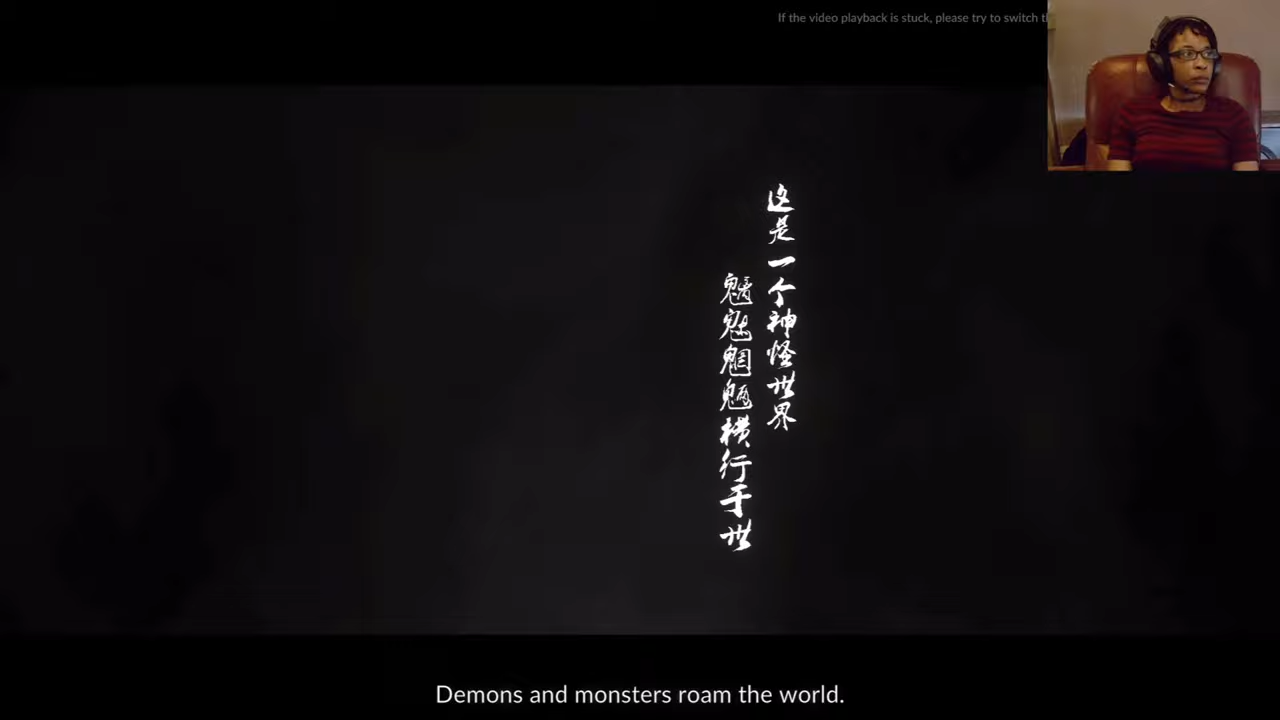 If the video playback is stuck, please try to switch t
这是一个神怪世界
魑魅魍魉横行于世
Demons and monsters roam the world.